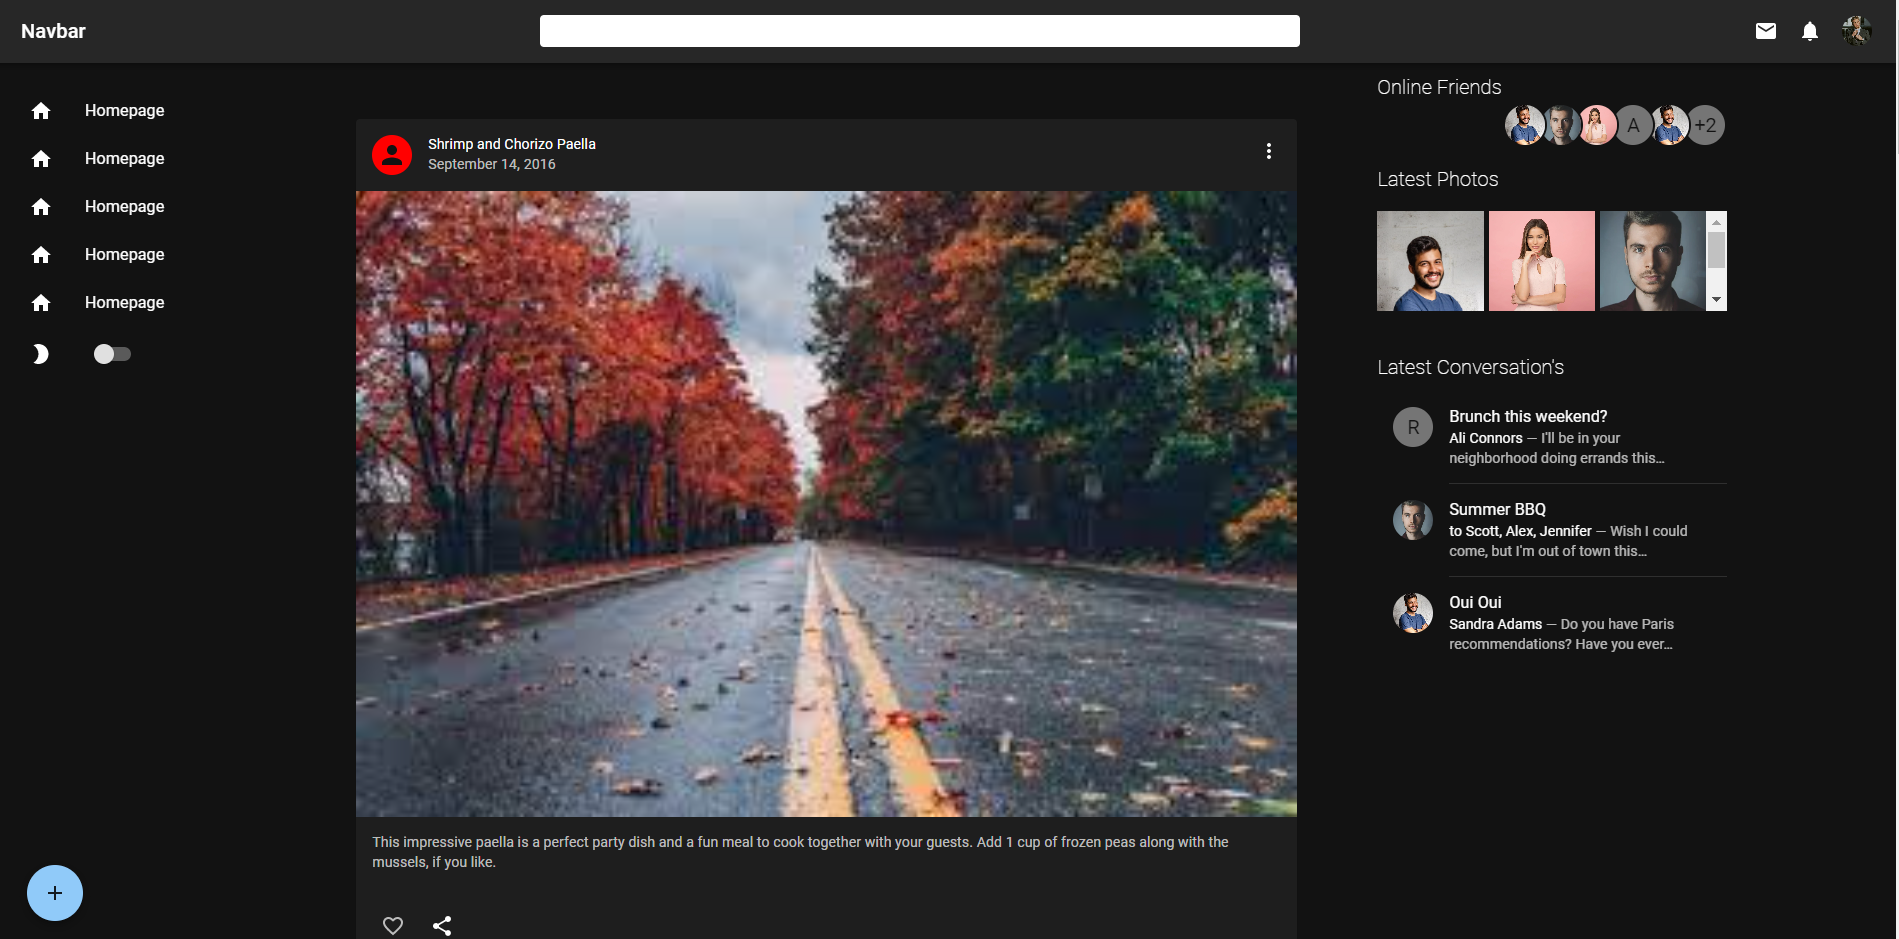 Navbar
Homepage
Homepage
Homepage
Homepage
Homepage
Shrimp and Chorizo Paella
September 14, 2016
This impressive paella is a perfect party dish and a fun meal to cook together with your guests. Add 1 cup of frozen peas along with the
mussels, if you like.
Online Friends
A
+2
Latest Photos
Latest Conversation's
R
Brunch this weekend?
Ali Connors — I'll be in your
neighborhood doing errands this…
Summer BBQ
to Scott, Alex, Jennifer — Wish I could
come, but I'm out of town this…
Oui Oui
Sandra Adams — Do you have Paris
recommendations? Have you ever…